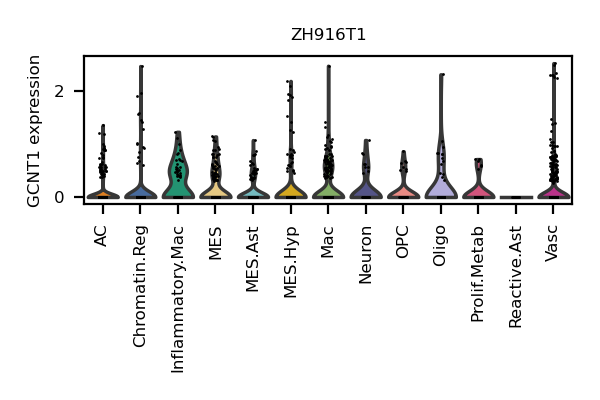 ZH916T1
GCNT1 expression
2
0
AC
Chromatin.Reg
Inflammatory.Mac
MES
MES.Ast
MES.Hyp
Mac
Neuron
OPC
Oligo
Prolif.Metab
Reactive.Ast
Vasc